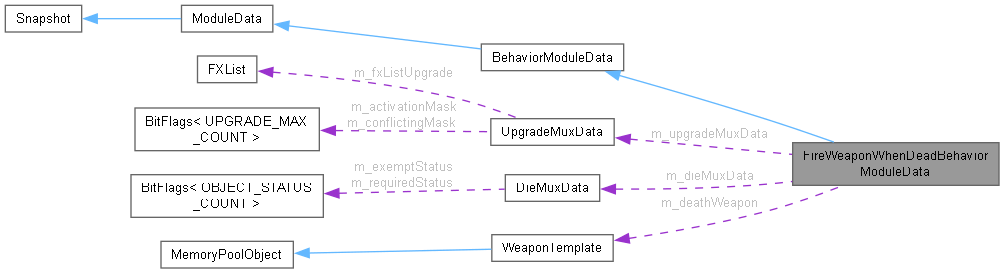 Snapshot
ModuleData
BehaviorModuleData
FXList
m_fxListUpgrade
BitFlags< UPGRADE_MAX
_COUNT >
m_activationMask
m_conflictingMask
UpgradeMuxData
m_upgradeMuxData
FireWeaponWhenDeadBehavior
ModuleData
BitFlags< OBJECT_STATUS
_COUNT >
m_exemptStatus
m_requiredStatus
DieMuxData
m_dieMuxData
m_deathWeapon
MemoryPoolObject
WeaponTemplate